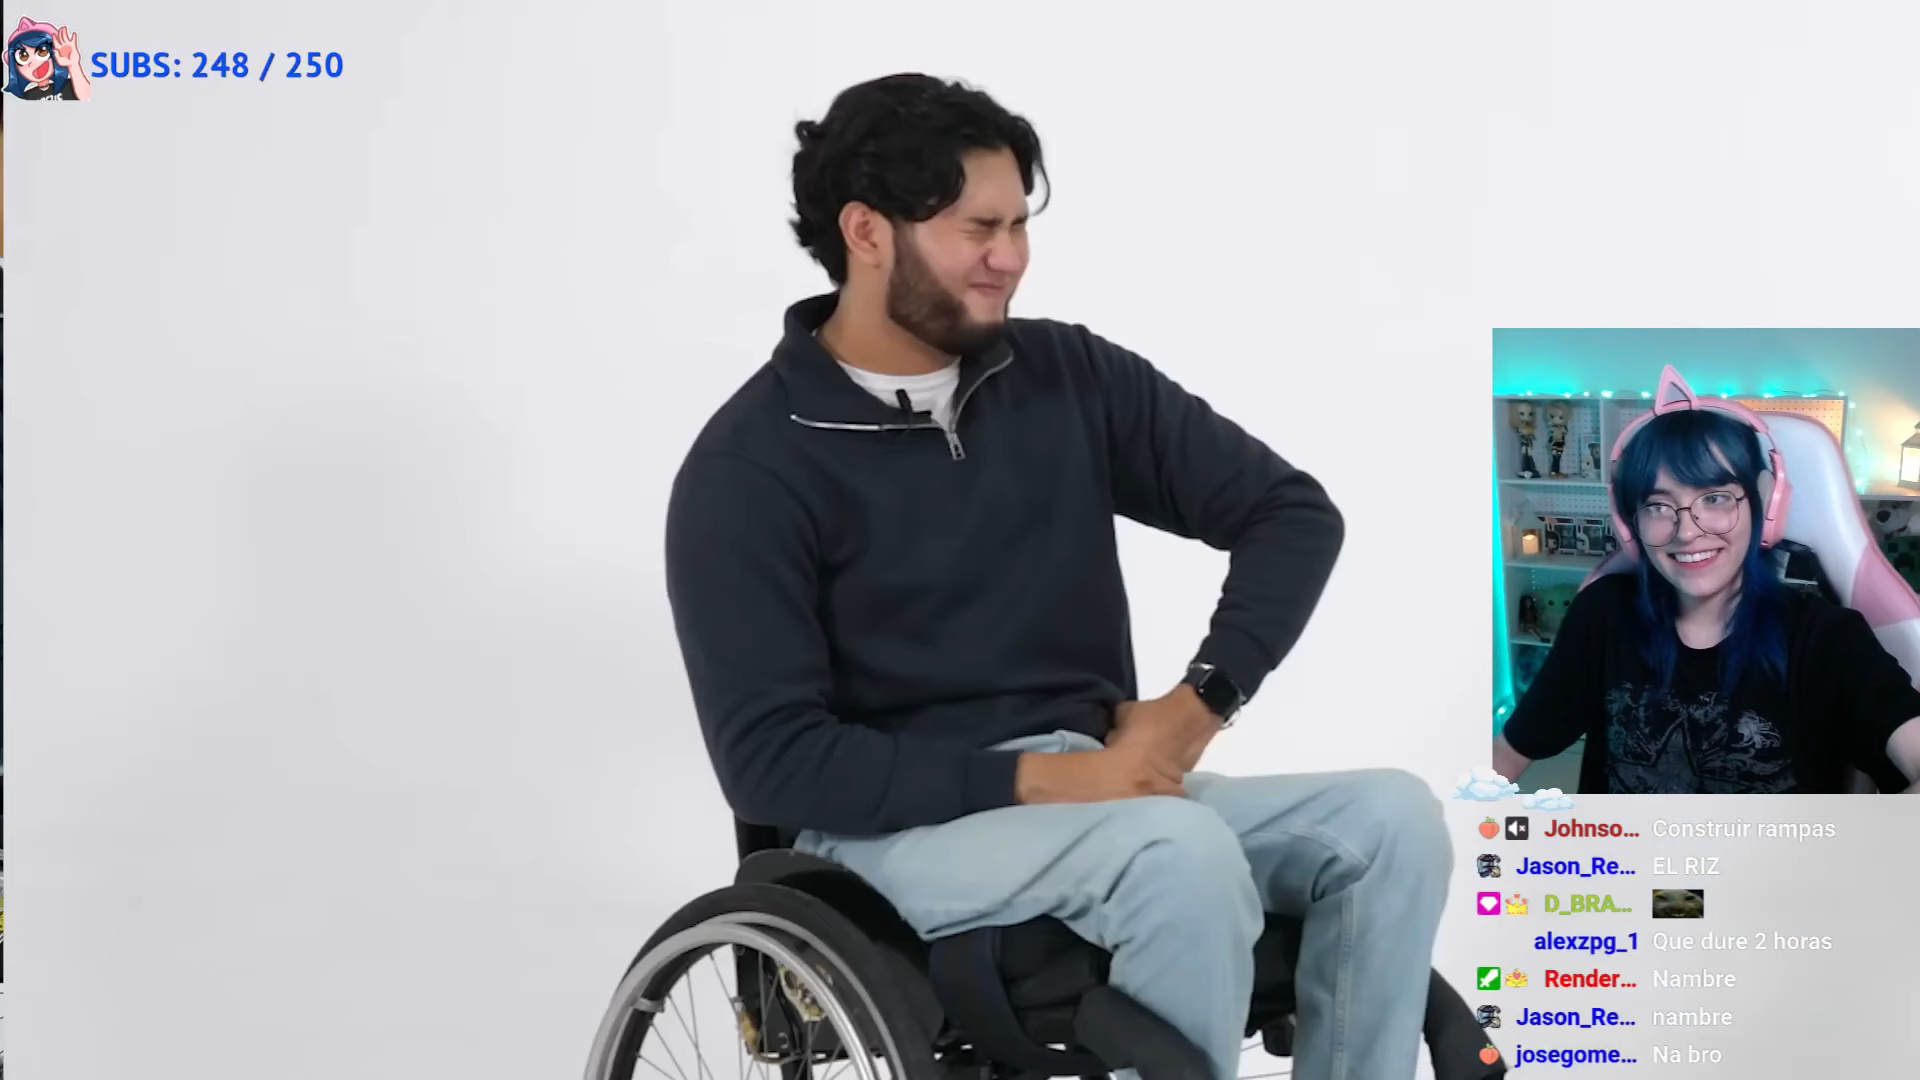 SUBS: 248 / 250
Johnso... Construir rampas
Jason_Re... EL RIZ
D_BRA...
alexzpg_1 Que dure 2 horas
Render... Nambre
Jason_Re... nambre
josegome... Na bro